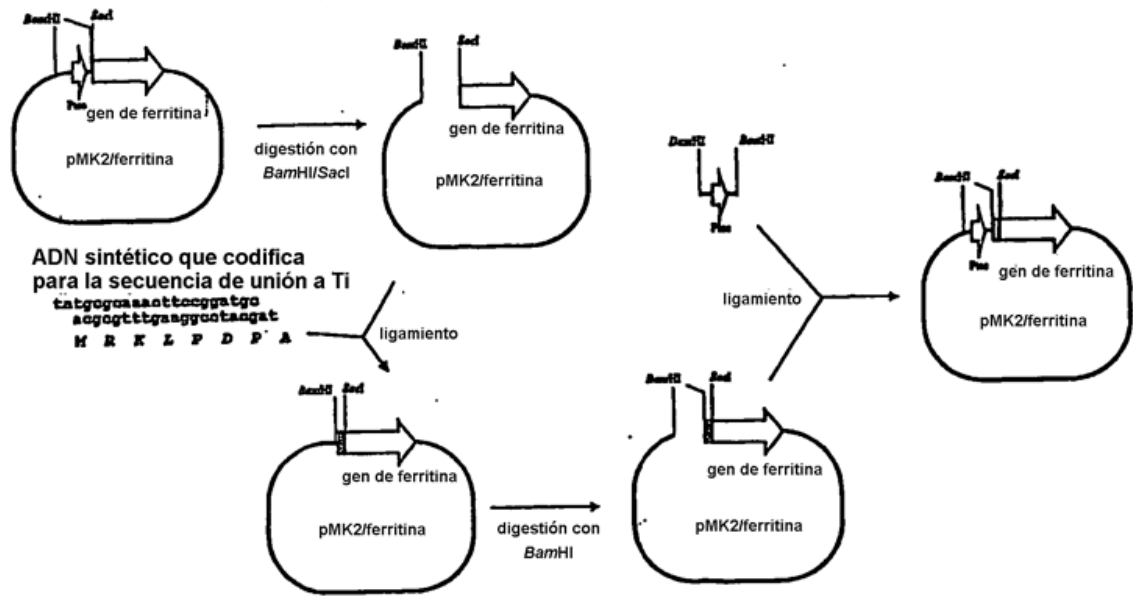 BamHI SacI
Ptac
gen de ferritina
pMK2/ferritina
digestión con
BamHI/SacI
BamHI SacI
gen de ferritina
pMK2/ferritina
ADN sintético que codifica
para la secuencia de unión a Ti
tatgcgcaaacttccggatgc
acgcgtttgaaggcctacgat
M R K L P D P A
ligamiento
BamHI SacI
gen de ferritina
pMK2/ferritina
digestión con
BamHI
BamHI SacI
gen de ferritina
pMK2/ferritina
BamHI BamHI
Ptac
ligamiento
BamHI SacI
Ptac
gen de ferritina
pMK2/ferritina